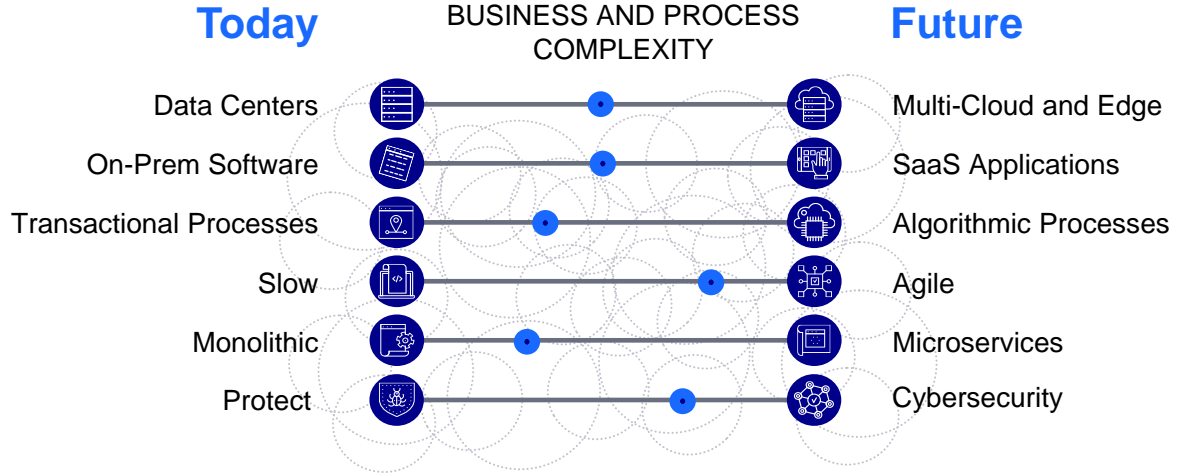 Today
BUSINESS AND PROCESS
COMPLEXITY
Future
Data Centers
Multi-Cloud and Edge
On-Prem Software
SaaS Applications
Transactional Processes
Algorithmic Processes
Slow
</>
Agile
Monolithic
Microservices
Protect
Cybersecurity